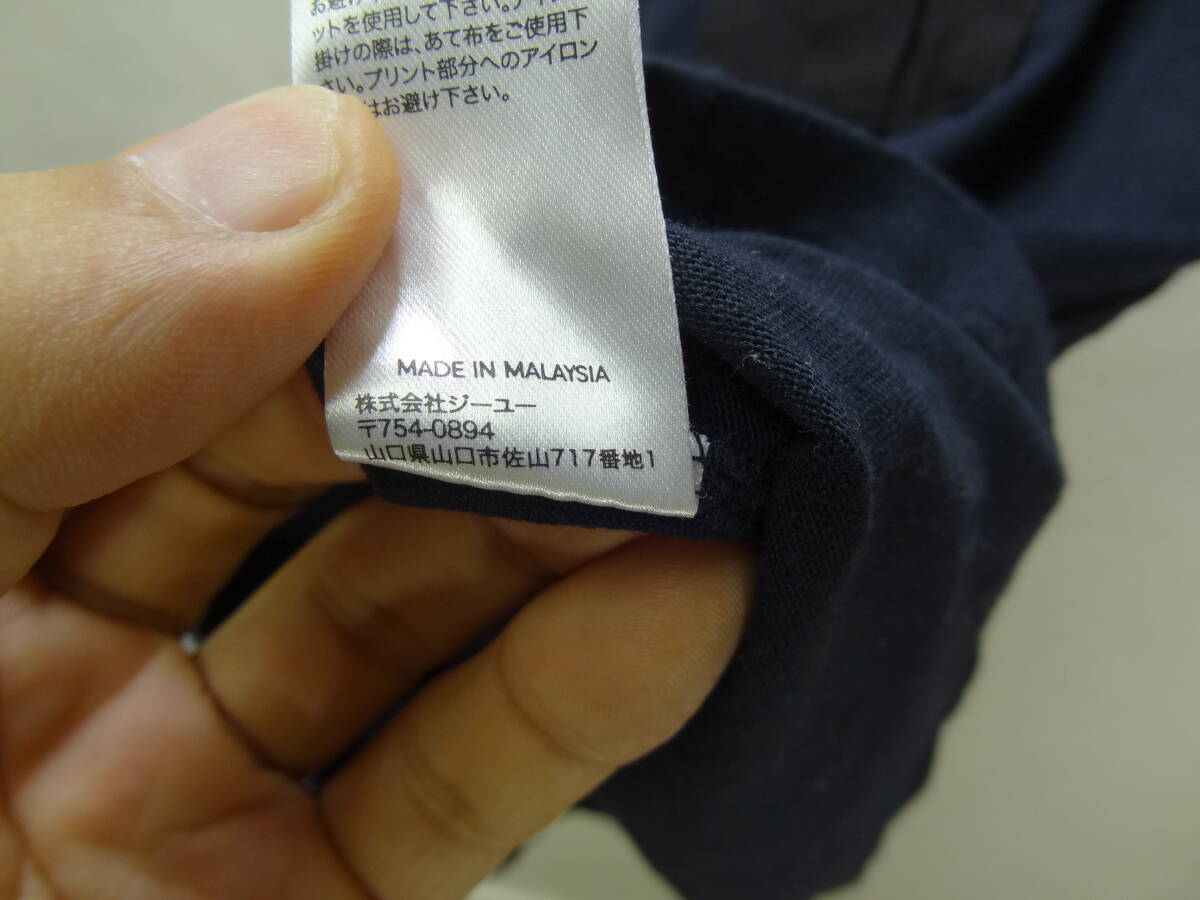 ットを使用して下さい。
掛けの際は、あて布をご使用下
さい。プリント部分へのアイロン
はお避け下さい。
MADE IN MALAYSIA
株式会社ジーユー
〒754-0894
山口県山口市佐山717番地1